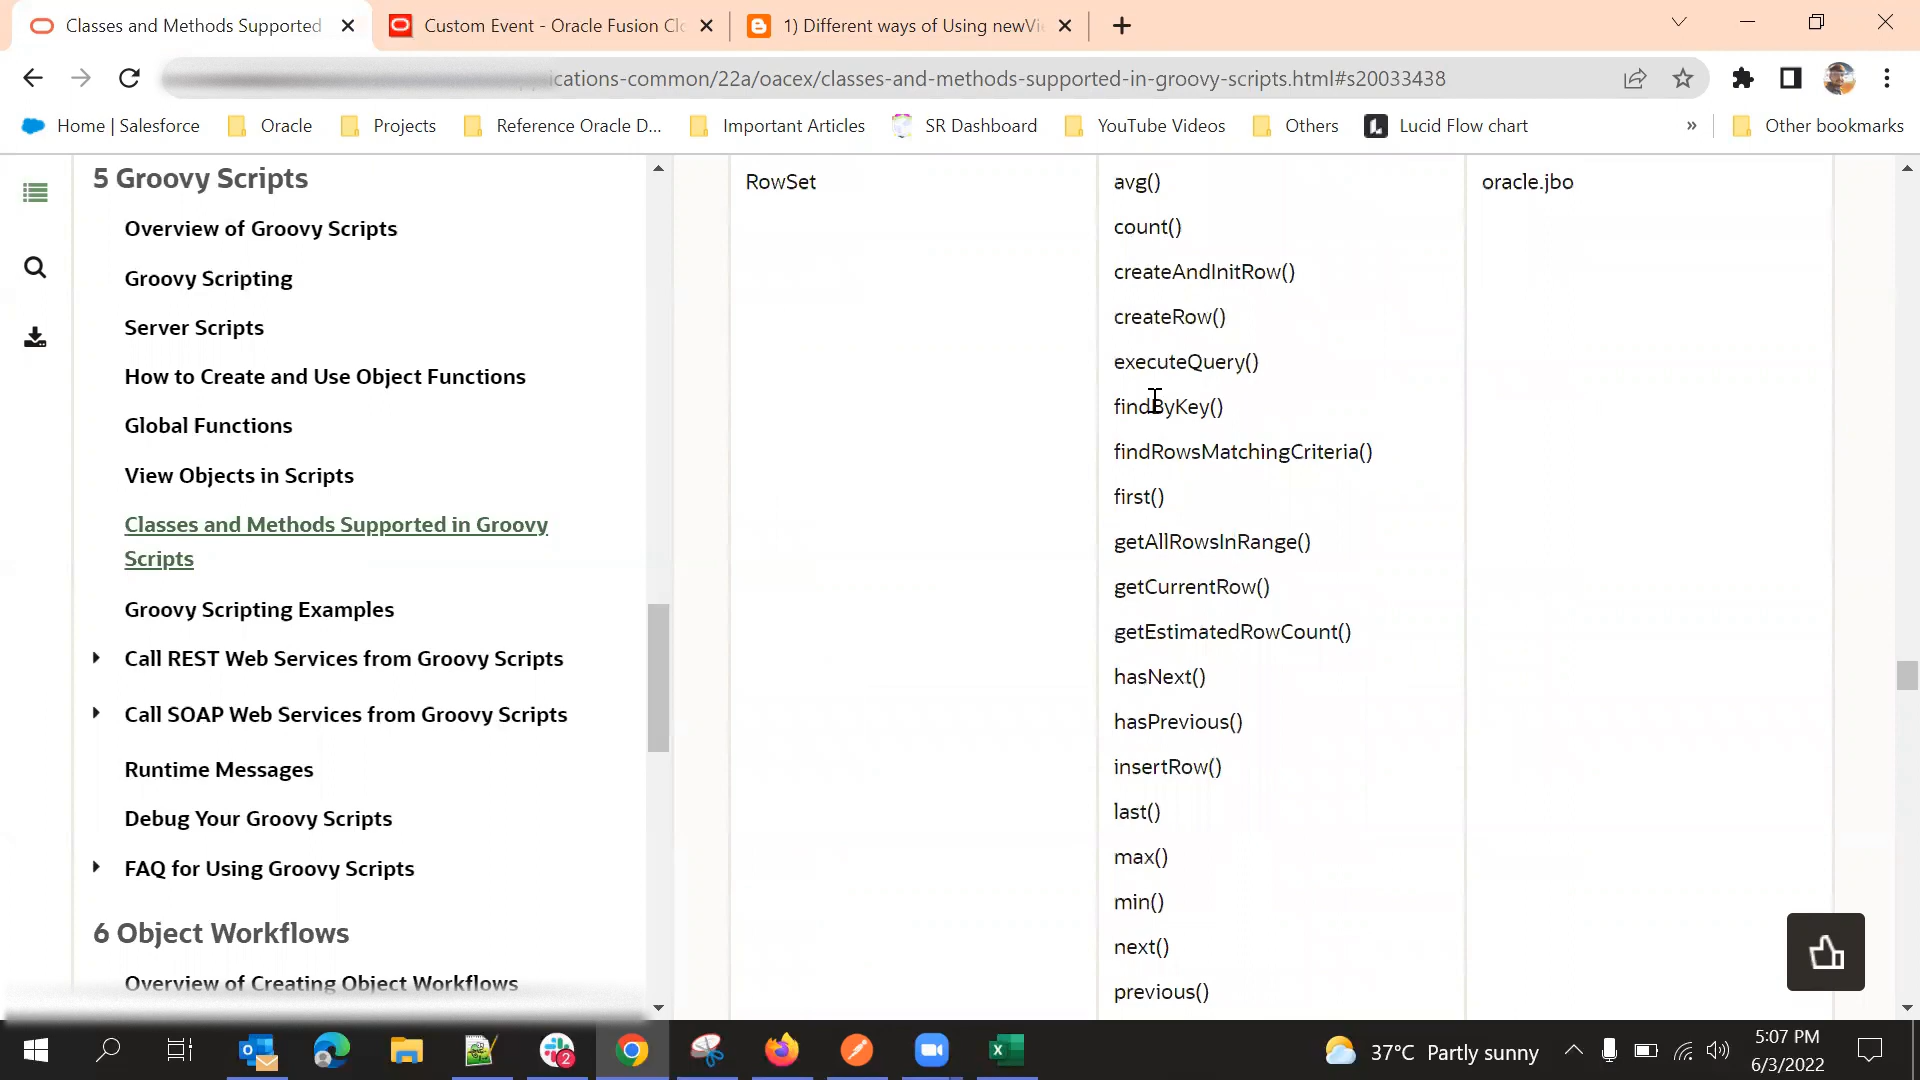 Classes and Methods Supported
Custom Event - Oracle Fusion Clo
1) Different ways of Using newVi
ications-common/22a/oacex/classes-and-methods-supported-in-groovy-scripts.html#s20033438
Home | Salesforce
Oracle
Projects
Reference Oracle D...
Important Articles
SR Dashboard
YouTube Videos
Others
Lucid Flow chart
»
Other bookmarks
5 Groovy Scripts
Overview of Groovy Scripts
Groovy Scripting
Server Scripts
How to Create and Use Object Functions
Global Functions
View Objects in Scripts
Classes and Methods Supported in Groovy
Scripts
Groovy Scripting Examples
Call REST Web Services from Groovy Scripts
Call SOAP Web Services from Groovy Scripts
Runtime Messages
Debug Your Groovy Scripts
FAQ for Using Groovy Scripts
6 Object Workflows
Overview of Creating Object Workflows
RowSet
avg()
count()
createAndInitRow()
createRow()
executeQuery()
findByKey()
findRowsMatchingCriteria()
first()
getAllRowsInRange()
getCurrentRow()
getEstimatedRowCount()
hasNext()
hasPrevious()
insertRow()
last()
max()
min()
next()
previous()
oracle.jbo
2
37°C Partly sunny
5:07 PM
6/3/2022